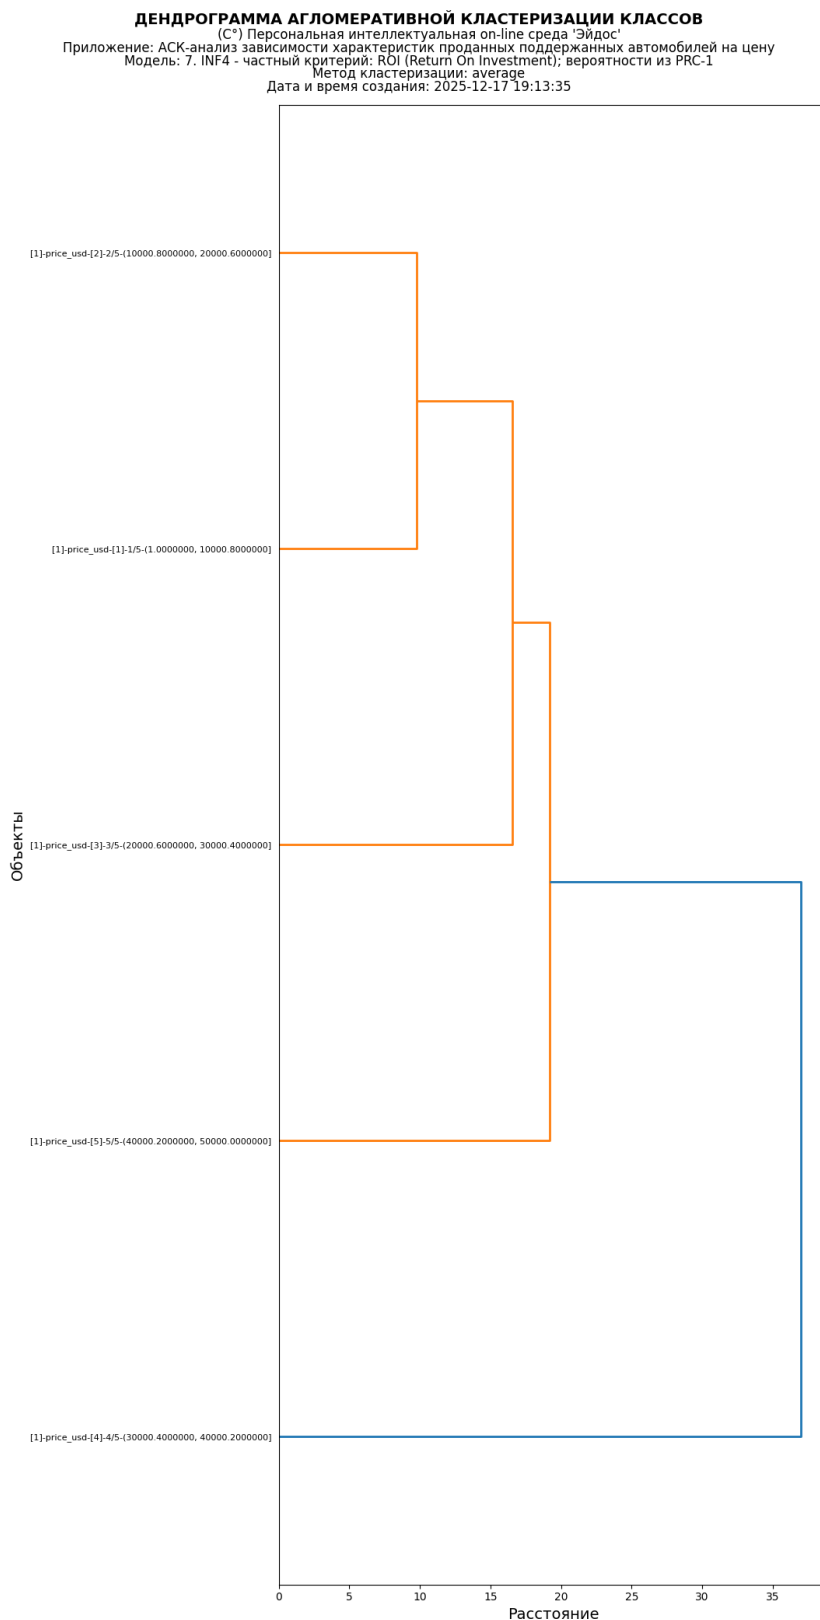 ДЕНДРОГРАММА АГЛОМЕРАТИВНОЙ КЛАСТЕРИЗАЦИИ КЛАССОВ
(C°) Персональная интеллектуальная on-line среда 'Эйдос'
Приложение: АСК-анализ зависимости характеристик проданных поддержанных автомобилей на цену
Модель: 7. INF4 - частный критерий: ROI (Return On Investment); вероятности из PRC-1
Метод кластеризации: average
Дата и время создания: 2025-12-17 19:13:35
[1]-price_usd-[2]-2/5-(10000.8000000, 20000.6000000]
[1]-price_usd-[1]-1/5-(1.0000000, 10000.8000000]
[1]-price_usd-[3]-3/5-(20000.6000000, 30000.4000000]
[1]-price_usd-[5]-5/5-(40000.2000000, 50000.0000000]
[1]-price_usd-[4]-4/5-(30000.4000000, 40000.2000000]
Объекты
0 5 10 15 20 25 30 35
Расстояние